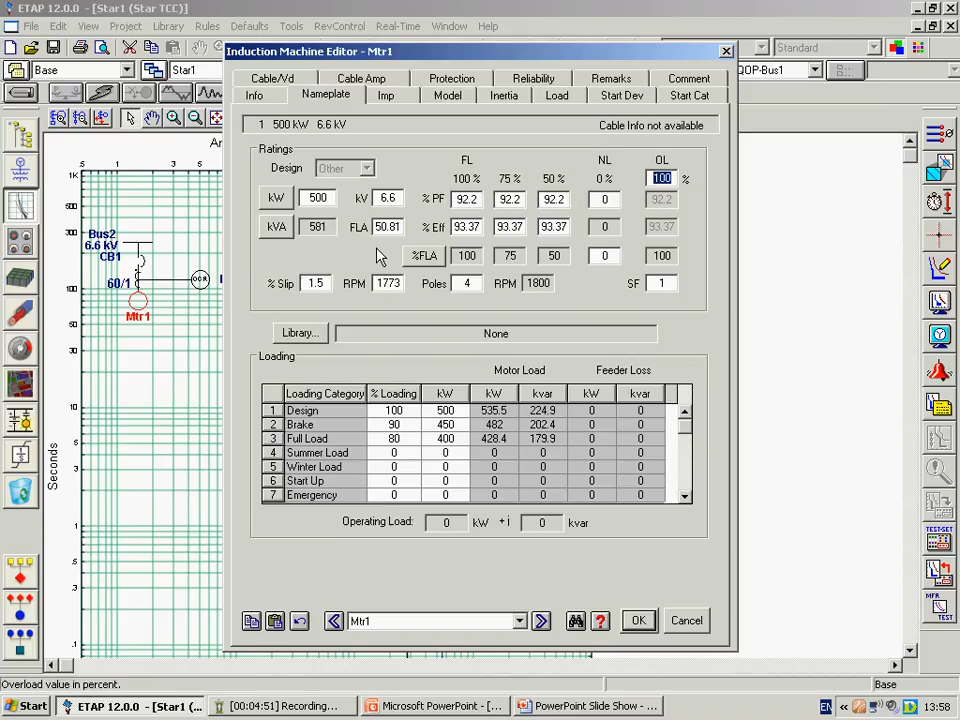 ETAP 12.0.0 - [Star1 (Star TCC)]
File Edit View Project Library Rules Defaults Tools RevControl Real-Time Window Help
Standard
Base
Star1
QOP-Bus1
Induction Machine Editor - Mtr1
Cable/Vd Cable Amp Protection Reliability Remarks Comment
Info Nameplate Imp Model Inertia Load Start Dev Start Cat
1 500 kW 6.6 kV Cable Info not available
Ratings
Design Other
FL NL OL
100 % 75 % 50 % 0 % 100 %
kW 500 kV 6.6 % PF 92.2 92.2 92.2 0 92.2
kVA 581 FLA 50.81 % Eff 93.37 93.37 93.37 0 93.37
%FLA 100 75 50 0 100
% Slip 1.5 RPM 1773 Poles 4 RPM 1800 SF 1
Library... None
Loading
Motor Load Feeder Loss
Loading Category % Loading kW kW kvar kW kvar
1 Design 100 500 535.5 224.9 0 0
2 Brake 90 450 482 202.4 0 0
3 Full Load 80 400 428.4 179.9 0 0
4 Summer Load 0 0 0 0 0 0
5 Winter Load 0 0 0 0 0 0
6 Start Up 0 0 0 0 0 0
7 Emergency 0 0 0 0 0 0
Operating Load: 0 kW + i 0 kvar
Mtr1
OK Cancel
.5 1 3 5
1K
500
300
100
50
30
10
5
3
1
.5
.3
.1
Seconds
Bus2
6.6 kV
CB1
60/1
OCR
Mtr1
TEST-SET
MFR
TEST
Overload value in percent.
Base
Start
ETAP 12.0.0 - [Star1 (...
[00:04:51] Recording...
Microsoft PowerPoint - [...
PowerPoint Slide Show - ...
EN
13:58